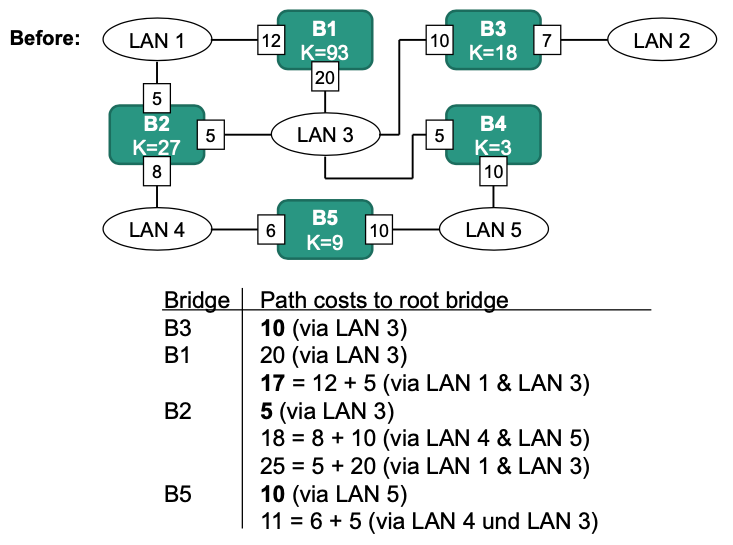 Before:
LAN 1
12
B1
K=93
20
10
B3
K=18
7
LAN 2
5
B2
K=27
5
8
LAN 3
5
B4
K=3
10
LAN 4
6
B5
K=9
10
LAN 5
Bridge Path costs to root bridge
B3 10 (via LAN 3)
B1 20 (via LAN 3)
17 = 12 + 5 (via LAN 1 & LAN 3)
B2 5 (via LAN 3)
18 = 8 + 10 (via LAN 4 & LAN 5)
25 = 5 + 20 (via LAN 1 & LAN 3)
B5 10 (via LAN 5)
11 = 6 + 5 (via LAN 4 und LAN 3)